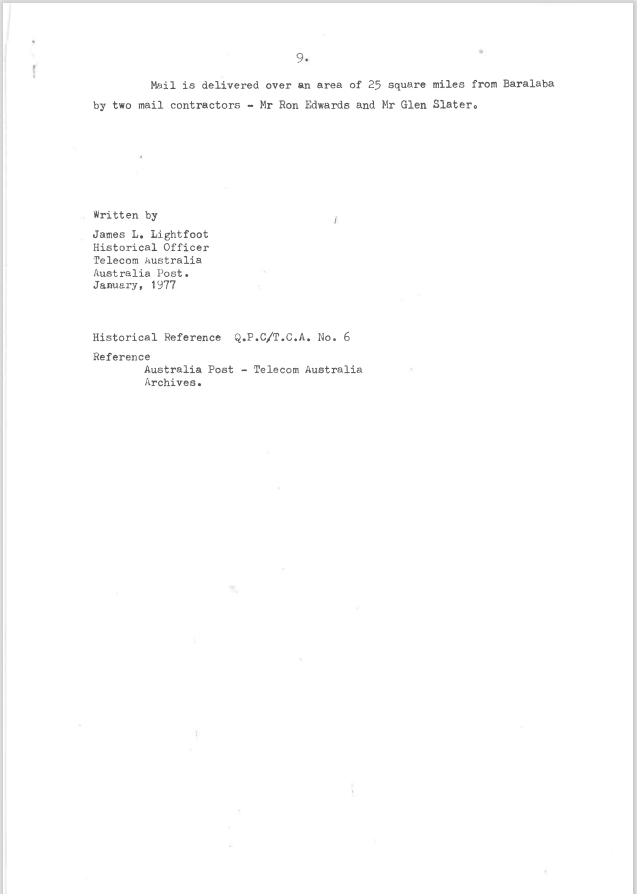 9.
Mail is delivered over an area of 25 square miles from Baralaba
by two mail contractors - Mr Ron Edwards and Mr Glen Slater.
Written by
James L. Lightfoot
Historical Officer
Telecom Australia
Australia Post.
January, 1977
Historical Reference Q.P.C/T.C.A. No. 6
Reference
Australia Post - Telecom Australia
Archives.